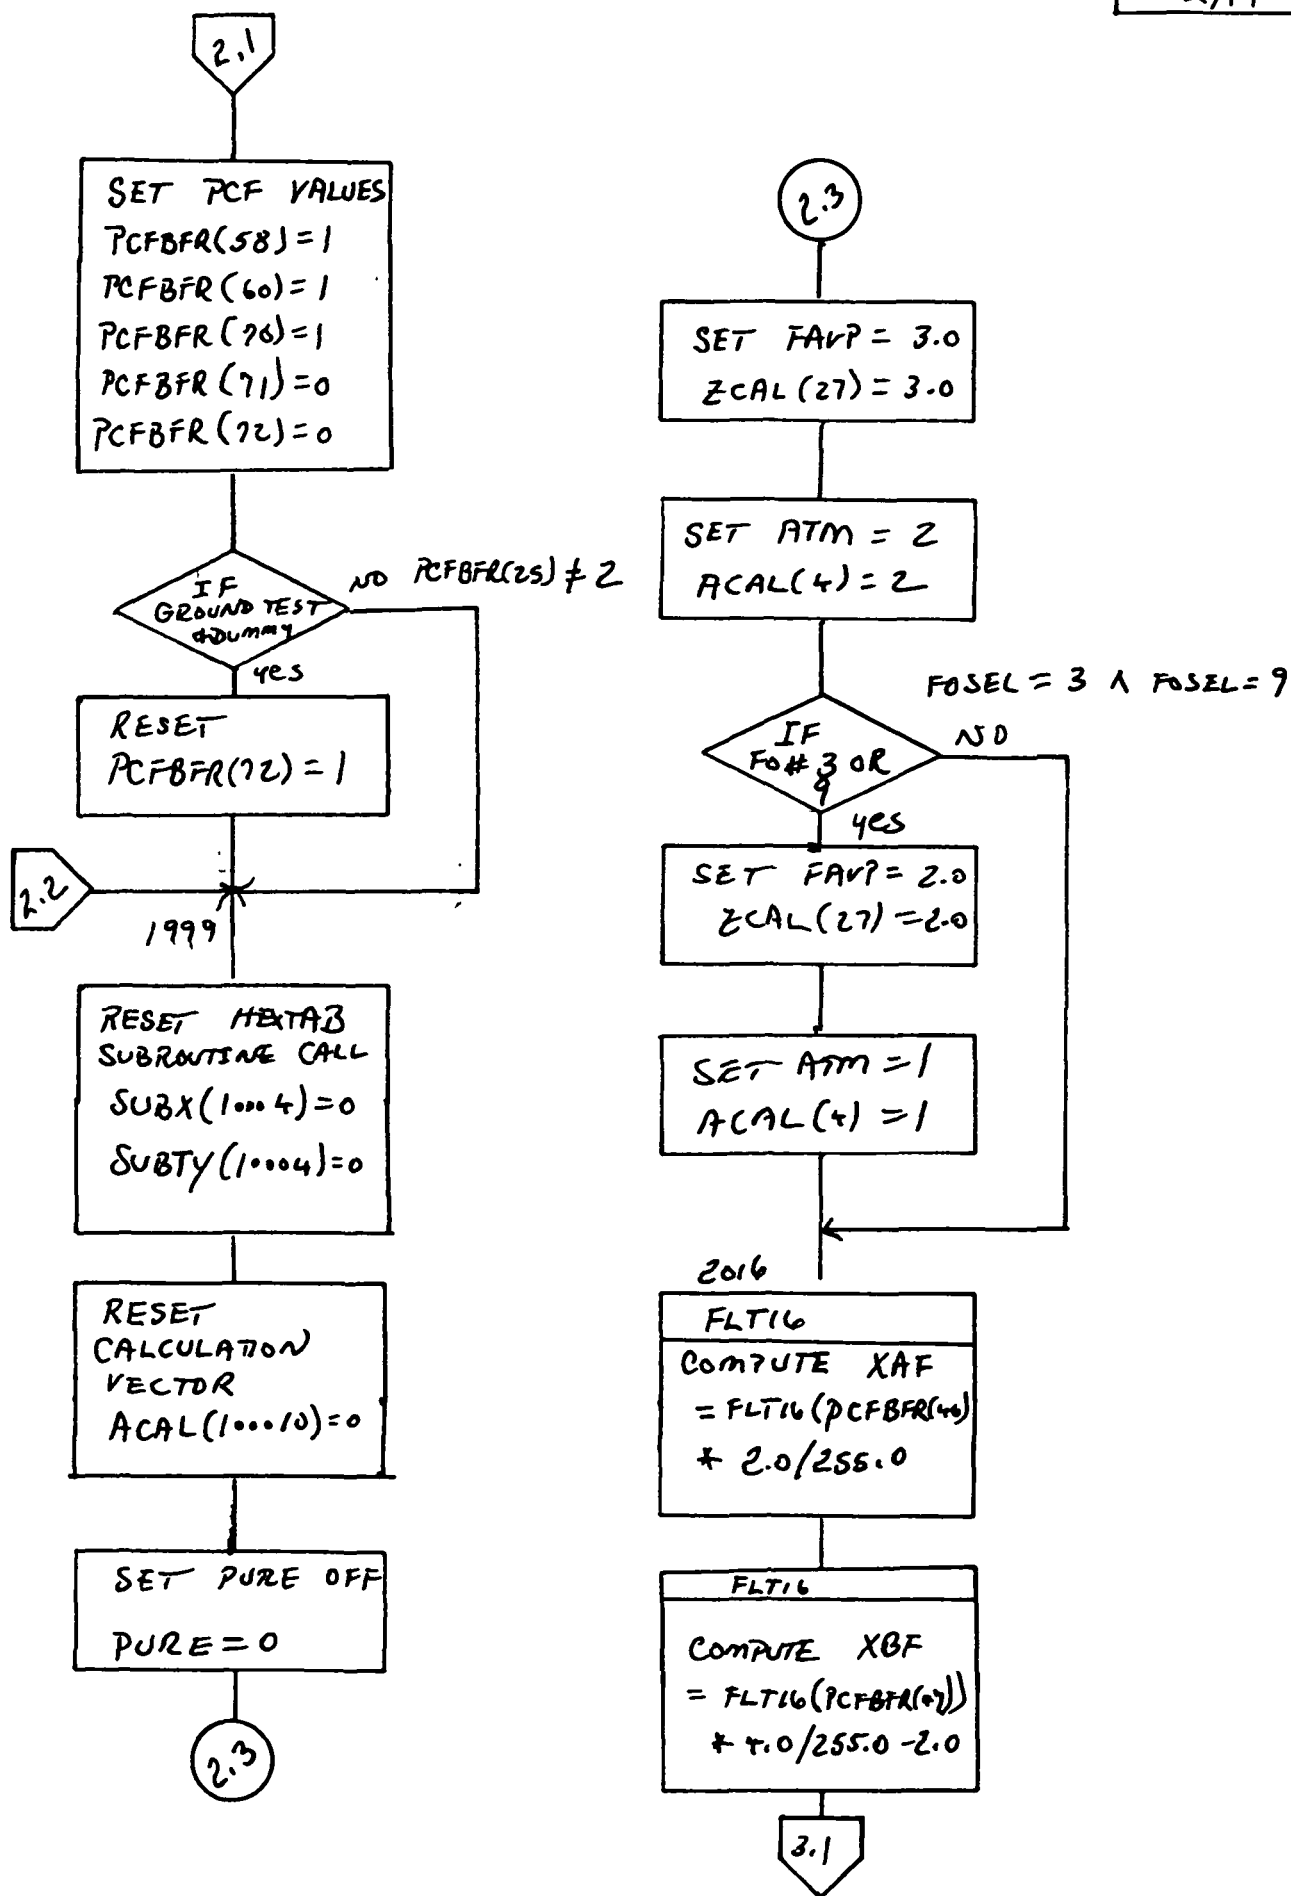 2.1
SET PCF VALUES
PCFBFR(58)=1
PCFBFR(60)=1
PCFBFR(70)=1
PCFBFR(71)=0
PCFBFR(72)=0
IF
GROUND TEST
&DUMMY
NO PCFBFR(25)≠2
yes
RESET
PCFBFR(72)=1
2.2
1999
RESET HEXTAB
SUBROUTINE CALL
SUBX(1...4)=0
SUBTY(1...4)=0
RESET
CALCULATION
VECTOR
ACAL(1...10)=0
SET PURE OFF
PURE=0
2.3
2.3
SET FAVP = 3.0
ZCAL(27)=3.0
SET ATM = 2
ACAL(4)=2
FOSEL = 3 ∧ FOSEL=9
IF
FO# 3 OR
9
NO
yes
SET FAVP=2.0
ZCAL(27)=2.0
SET ATM=1
ACAL(4)=1
2016
FLT16
COMPUTE XAF
=FLT16(PCFBFR(46)
* 2.0/255.0
FLT16
COMPUTE XBF
= FLT16(PCFBFR(47))
* 4.0/255.0-2.0
3.1